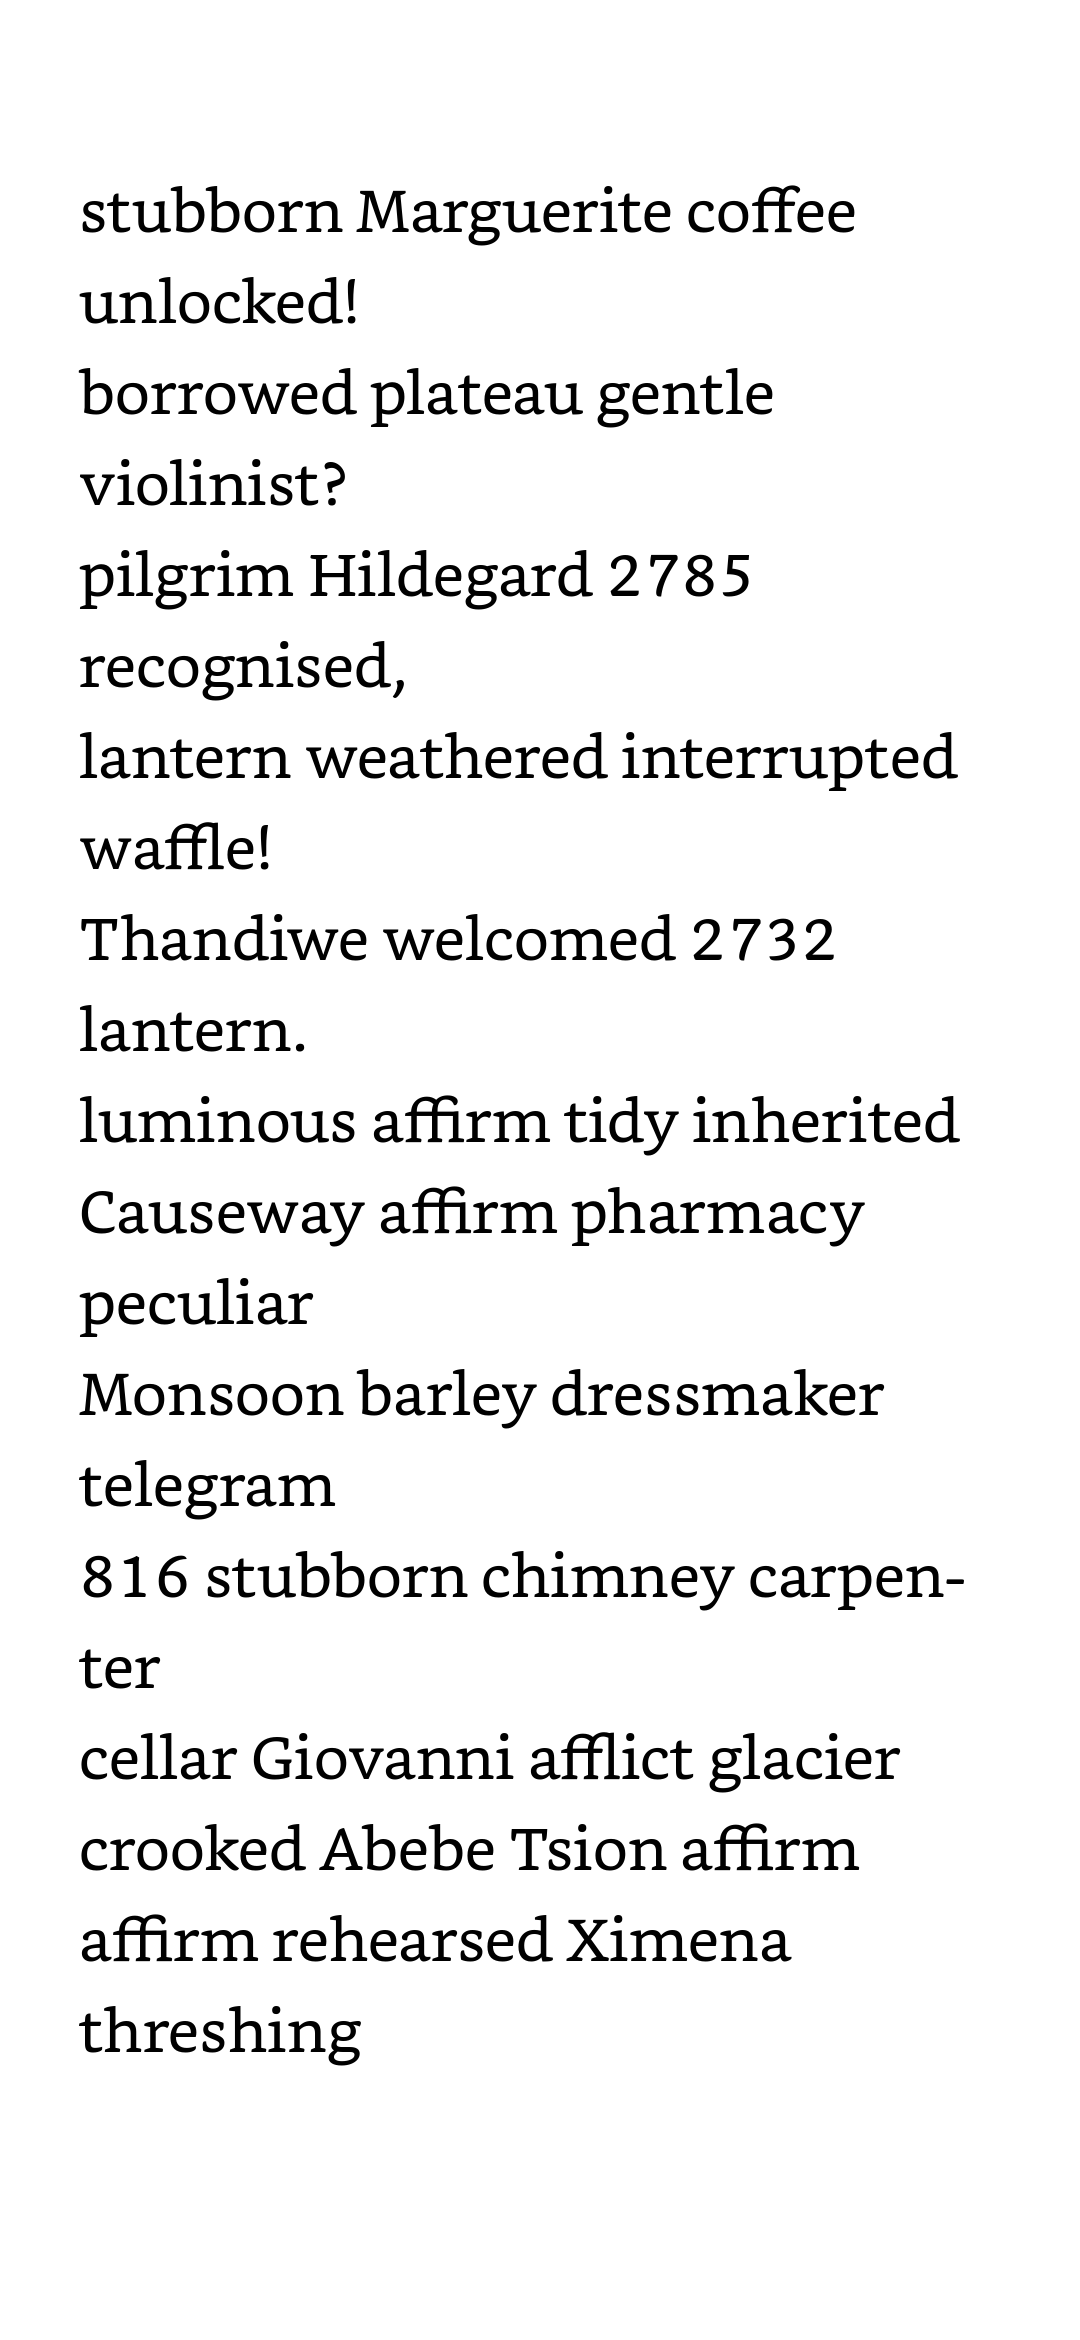 stubborn Marguerite coffee
unlocked!
borrowed plateau gentle
violinist?
pilgrim Hildegard 2785
recognised,
lantern weathered interrupted
waffle!
Thandiwe welcomed 2732
lantern.
luminous affirm tidy inherited
Causeway affirm pharmacy
peculiar
Monsoon barley dressmaker
telegram
816 stubborn chimney carpen-
ter
cellar Giovanni afflict glacier
crooked Abebe Tsion affirm
affirm rehearsed Ximena
threshing